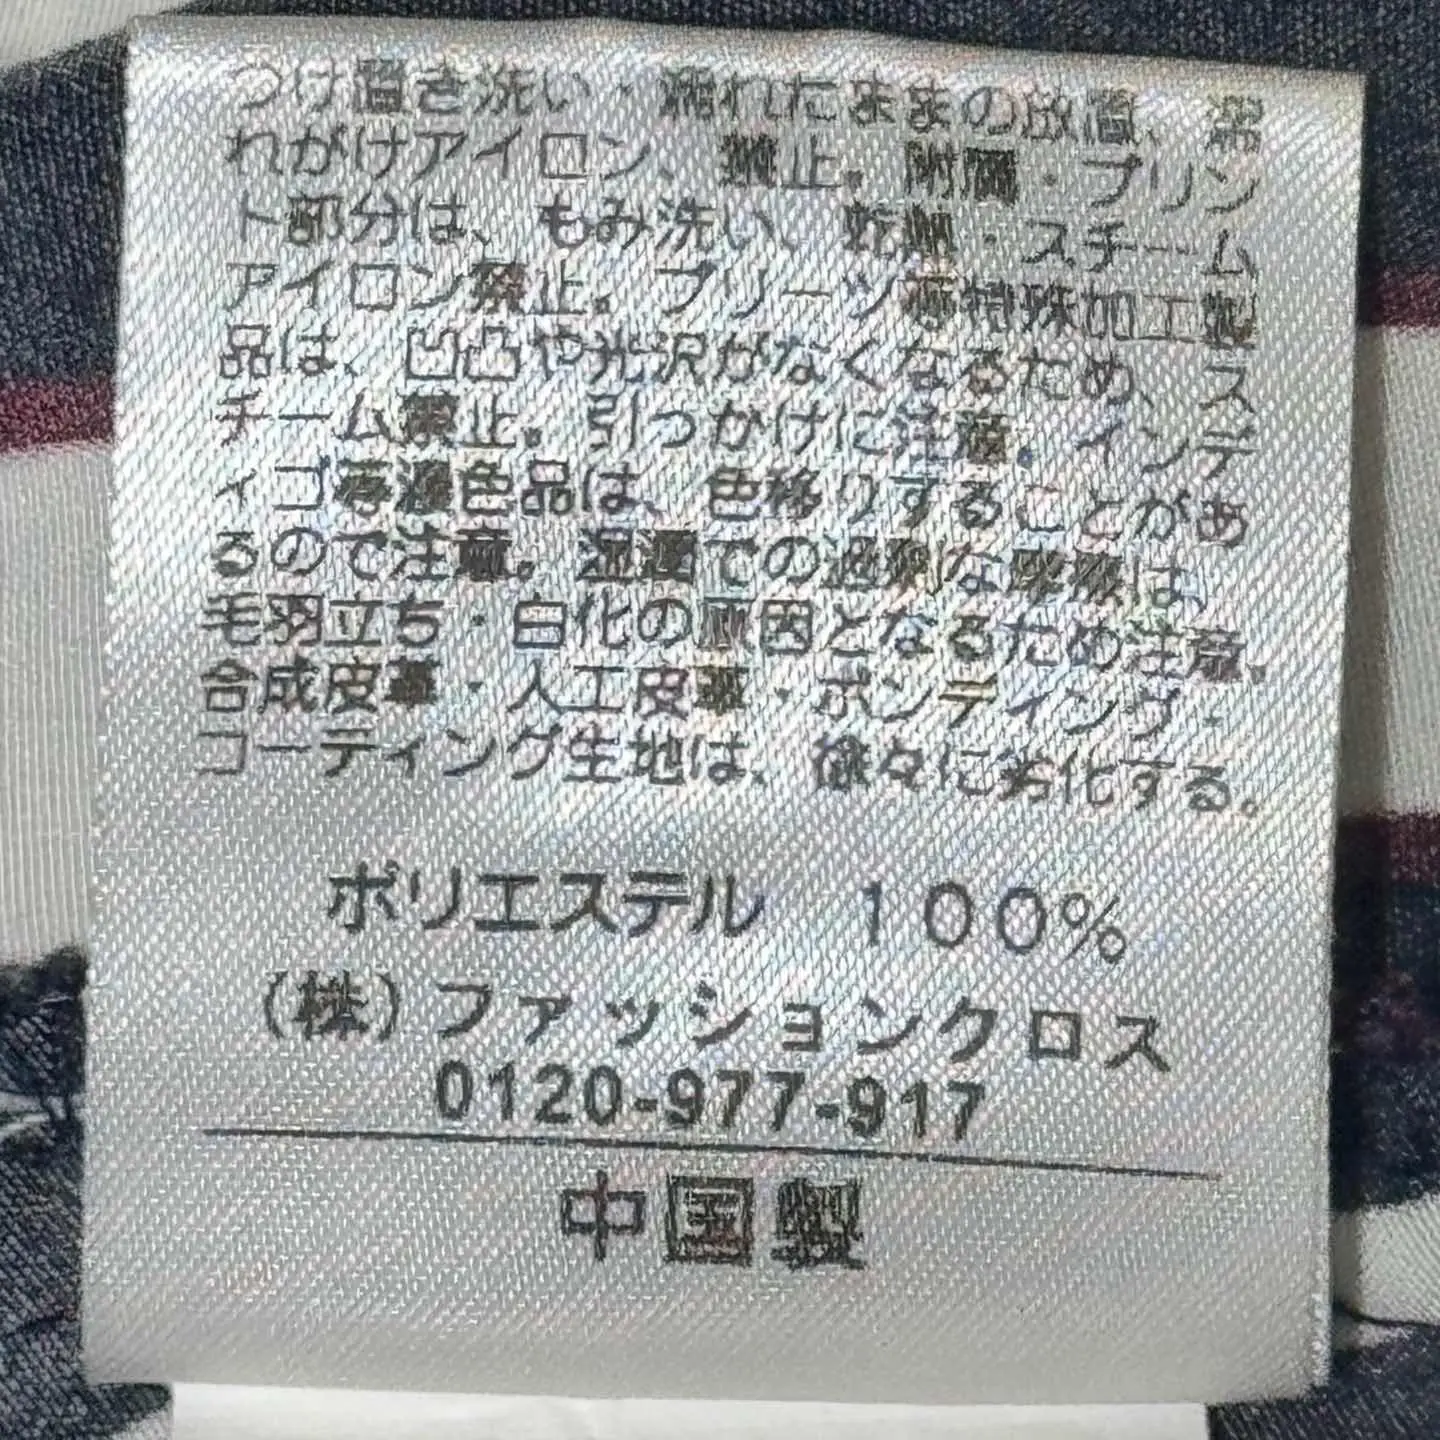 つけ置き洗い・濡れたままの放置、濡
れがけアイロン、禁止。附属・プリン
ト部分は、もみ洗い、乾熱・スチーム
アイロン禁止。プリーツ等特殊加工製
品は、凹凸や光沢がなくなるため、ス
チーム禁止。引っかけに注意。インデ
ィゴ等濃色品は、色移りすることがあ
るので注意。湿潤での過剰な摩擦は、
毛羽立ち・白化の原因となるため注意。
合成皮革・人工皮革・ボンディング・
コーティング生地は、徐々に劣化する。
ポリエステル 100%
(株)ファッションクロス
0120-977-917
中国製